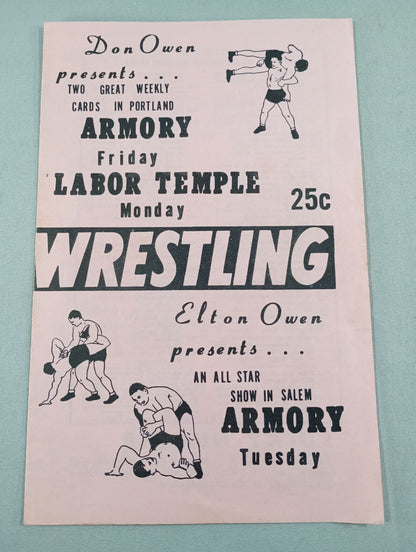 Don Owen
presents...
TWO GREAT WEEKLY
CARDS IN PORTLAND
ARMORY
Friday
LABOR TEMPLE
Monday
25c
WRESTLING
Elton Owen
presents...
AN ALL STAR
SHOW IN SALEM
ARMORY
Tuesday